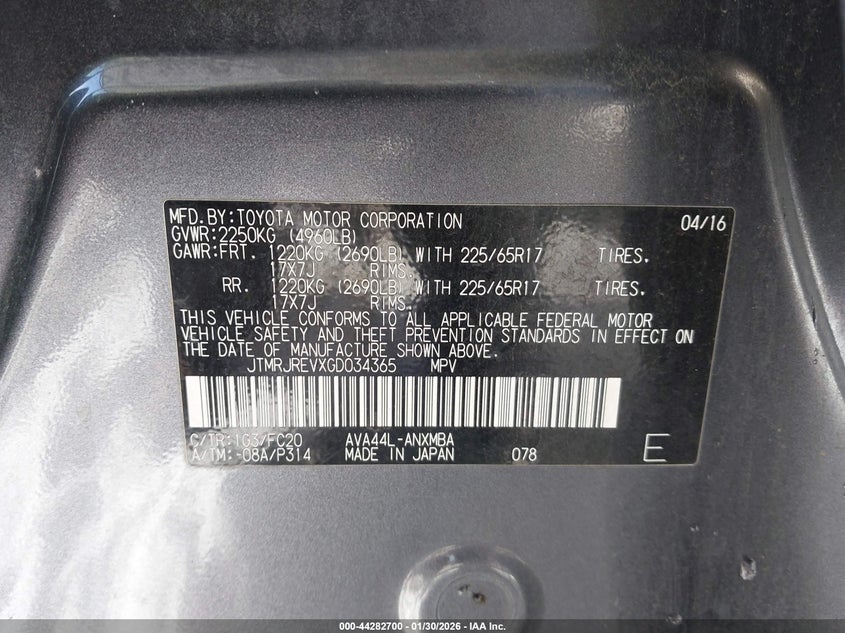 MFD.BY:TOYOTA MOTOR CORPORATION 04/16
GVWR:2250KG (4960LB)
GAWR:FRT. 1220KG (2690LB) WITH 225/65R17 TIRES.
17X7J RIMS.
RR. 1220KG (2690LB) WITH 225/65R17 TIRES.
17X7J RIMS.
THIS VEHICLE CONFORMS TO ALL APPLICABLE FEDERAL MOTOR
VEHICLE SAFETY AND THEFT PREVENTION STANDARDS IN EFFECT ON
THE DATE OF MANUFACTURE SHOWN ABOVE.
JTMRJREVXGD034365 MPV
C/TR:1G3/FC20 AVA44L-ANXMBA
A/TM:-08A/P314 MADE IN JAPAN 078 E
000-44282700 - 01/30/2026 - IAA Inc.